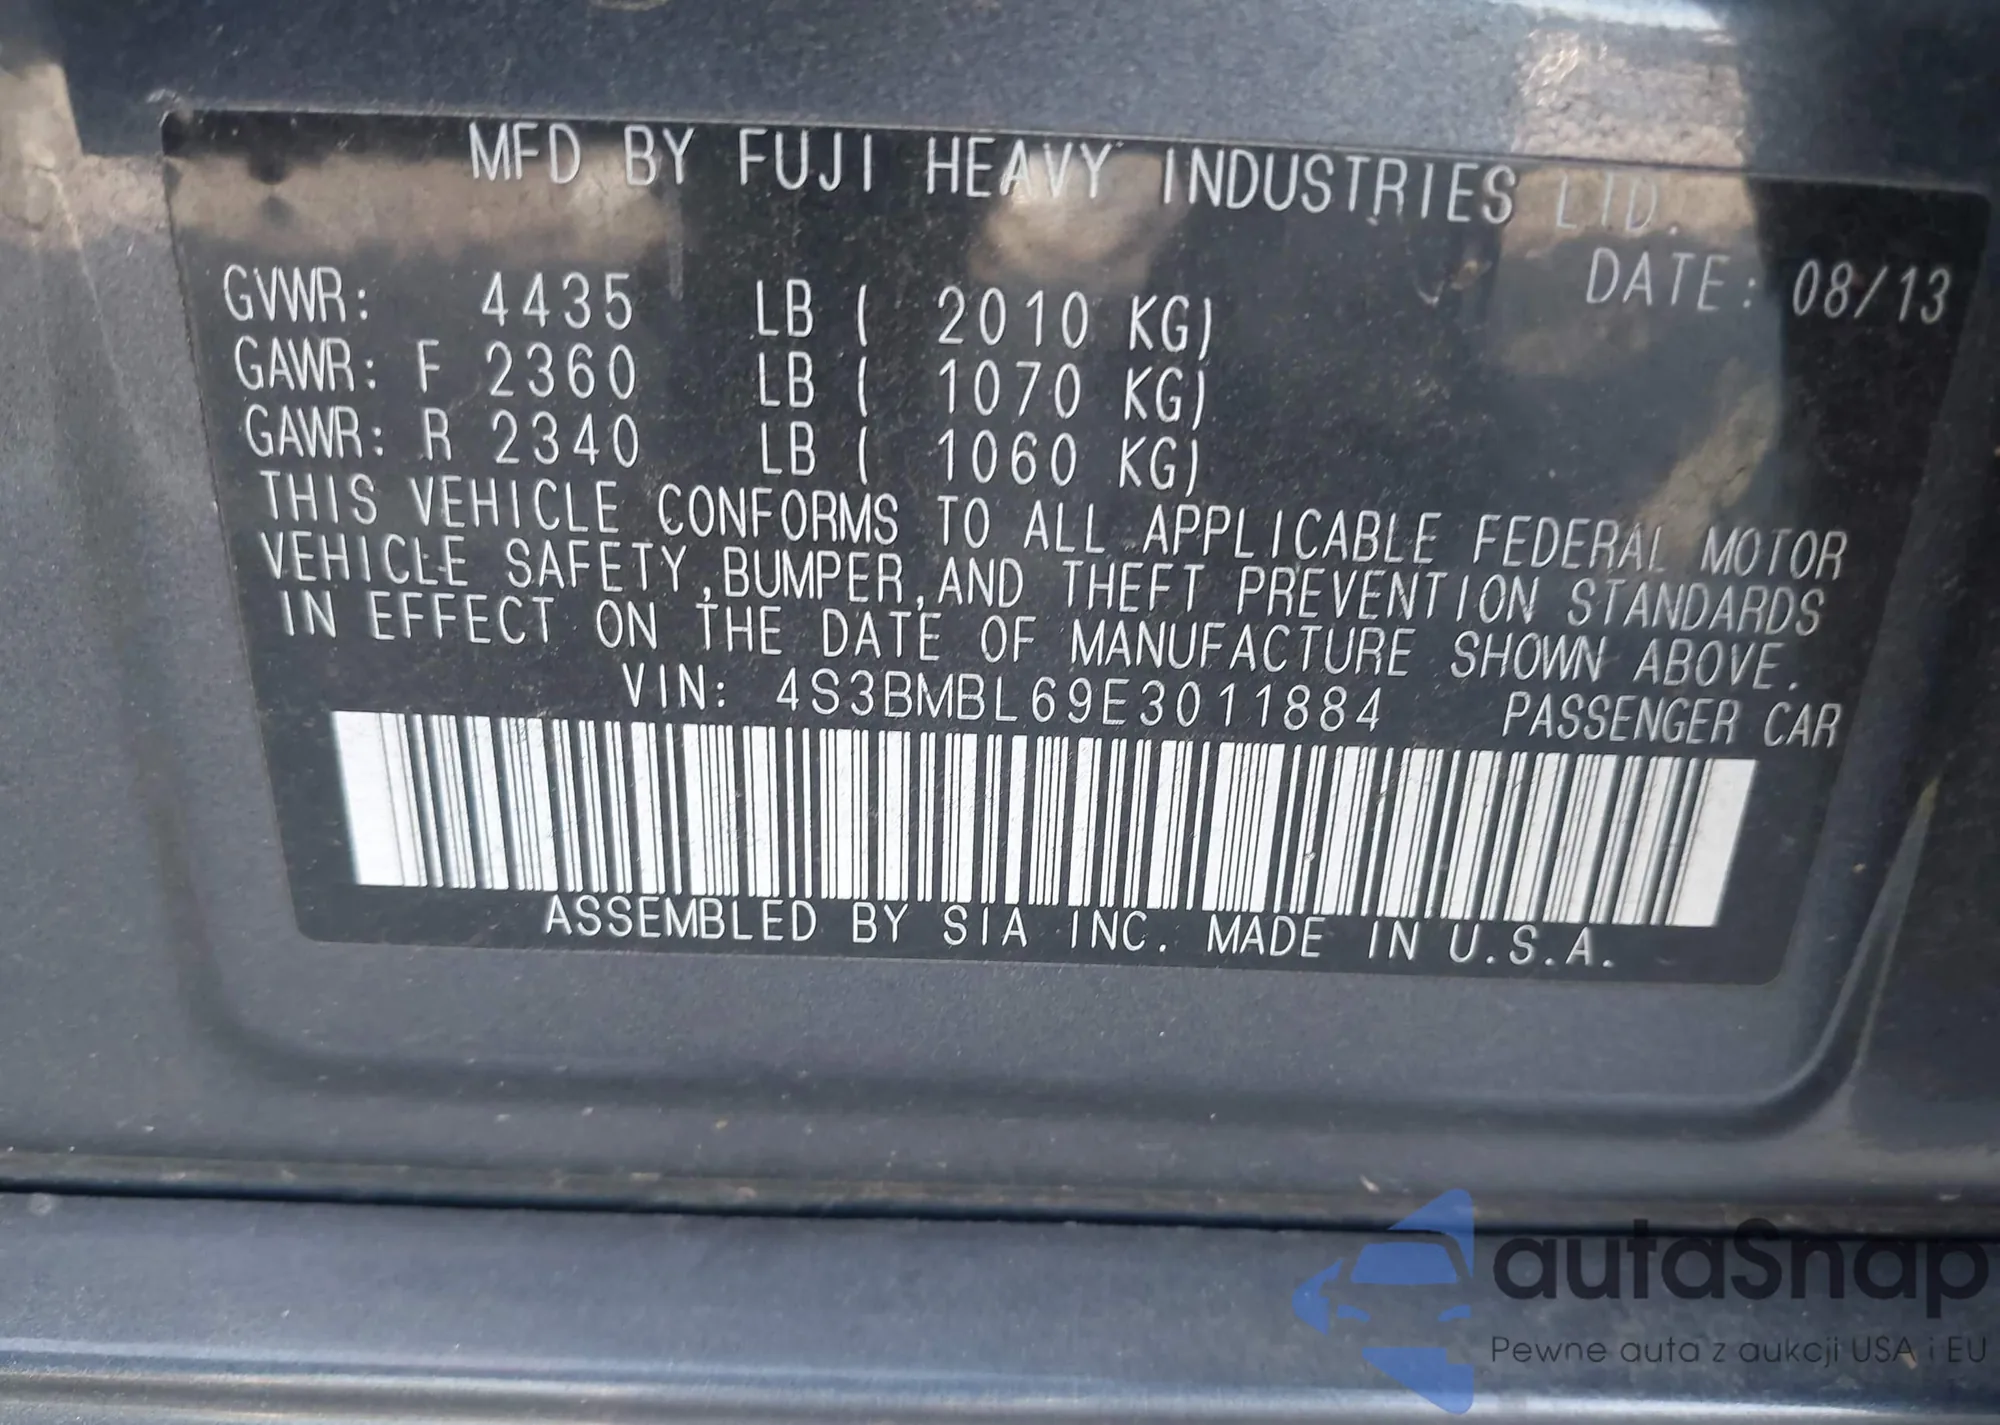 MFD BY FUJI HEAVY INDUSTRIES LTD.
DATE: 08/13
GVWR: 4435 LB ( 2010 KG)
GAWR: F 2360 LB ( 1070 KG)
GAWR: R 2340 LB ( 1060 KG)
THIS VEHICLE CONFORMS TO ALL APPLICABLE FEDERAL MOTOR
VEHICLE SAFETY,BUMPER,AND THEFT PREVENTION STANDARDS
IN EFFECT ON THE DATE OF MANUFACTURE SHOWN ABOVE.
VIN: 4S3BMBL69E3011884 PASSENGER CAR
ASSEMBLED BY SIA INC. MADE IN U.S.A.
autaSnap
Pewne auta z aukcji USA i EU